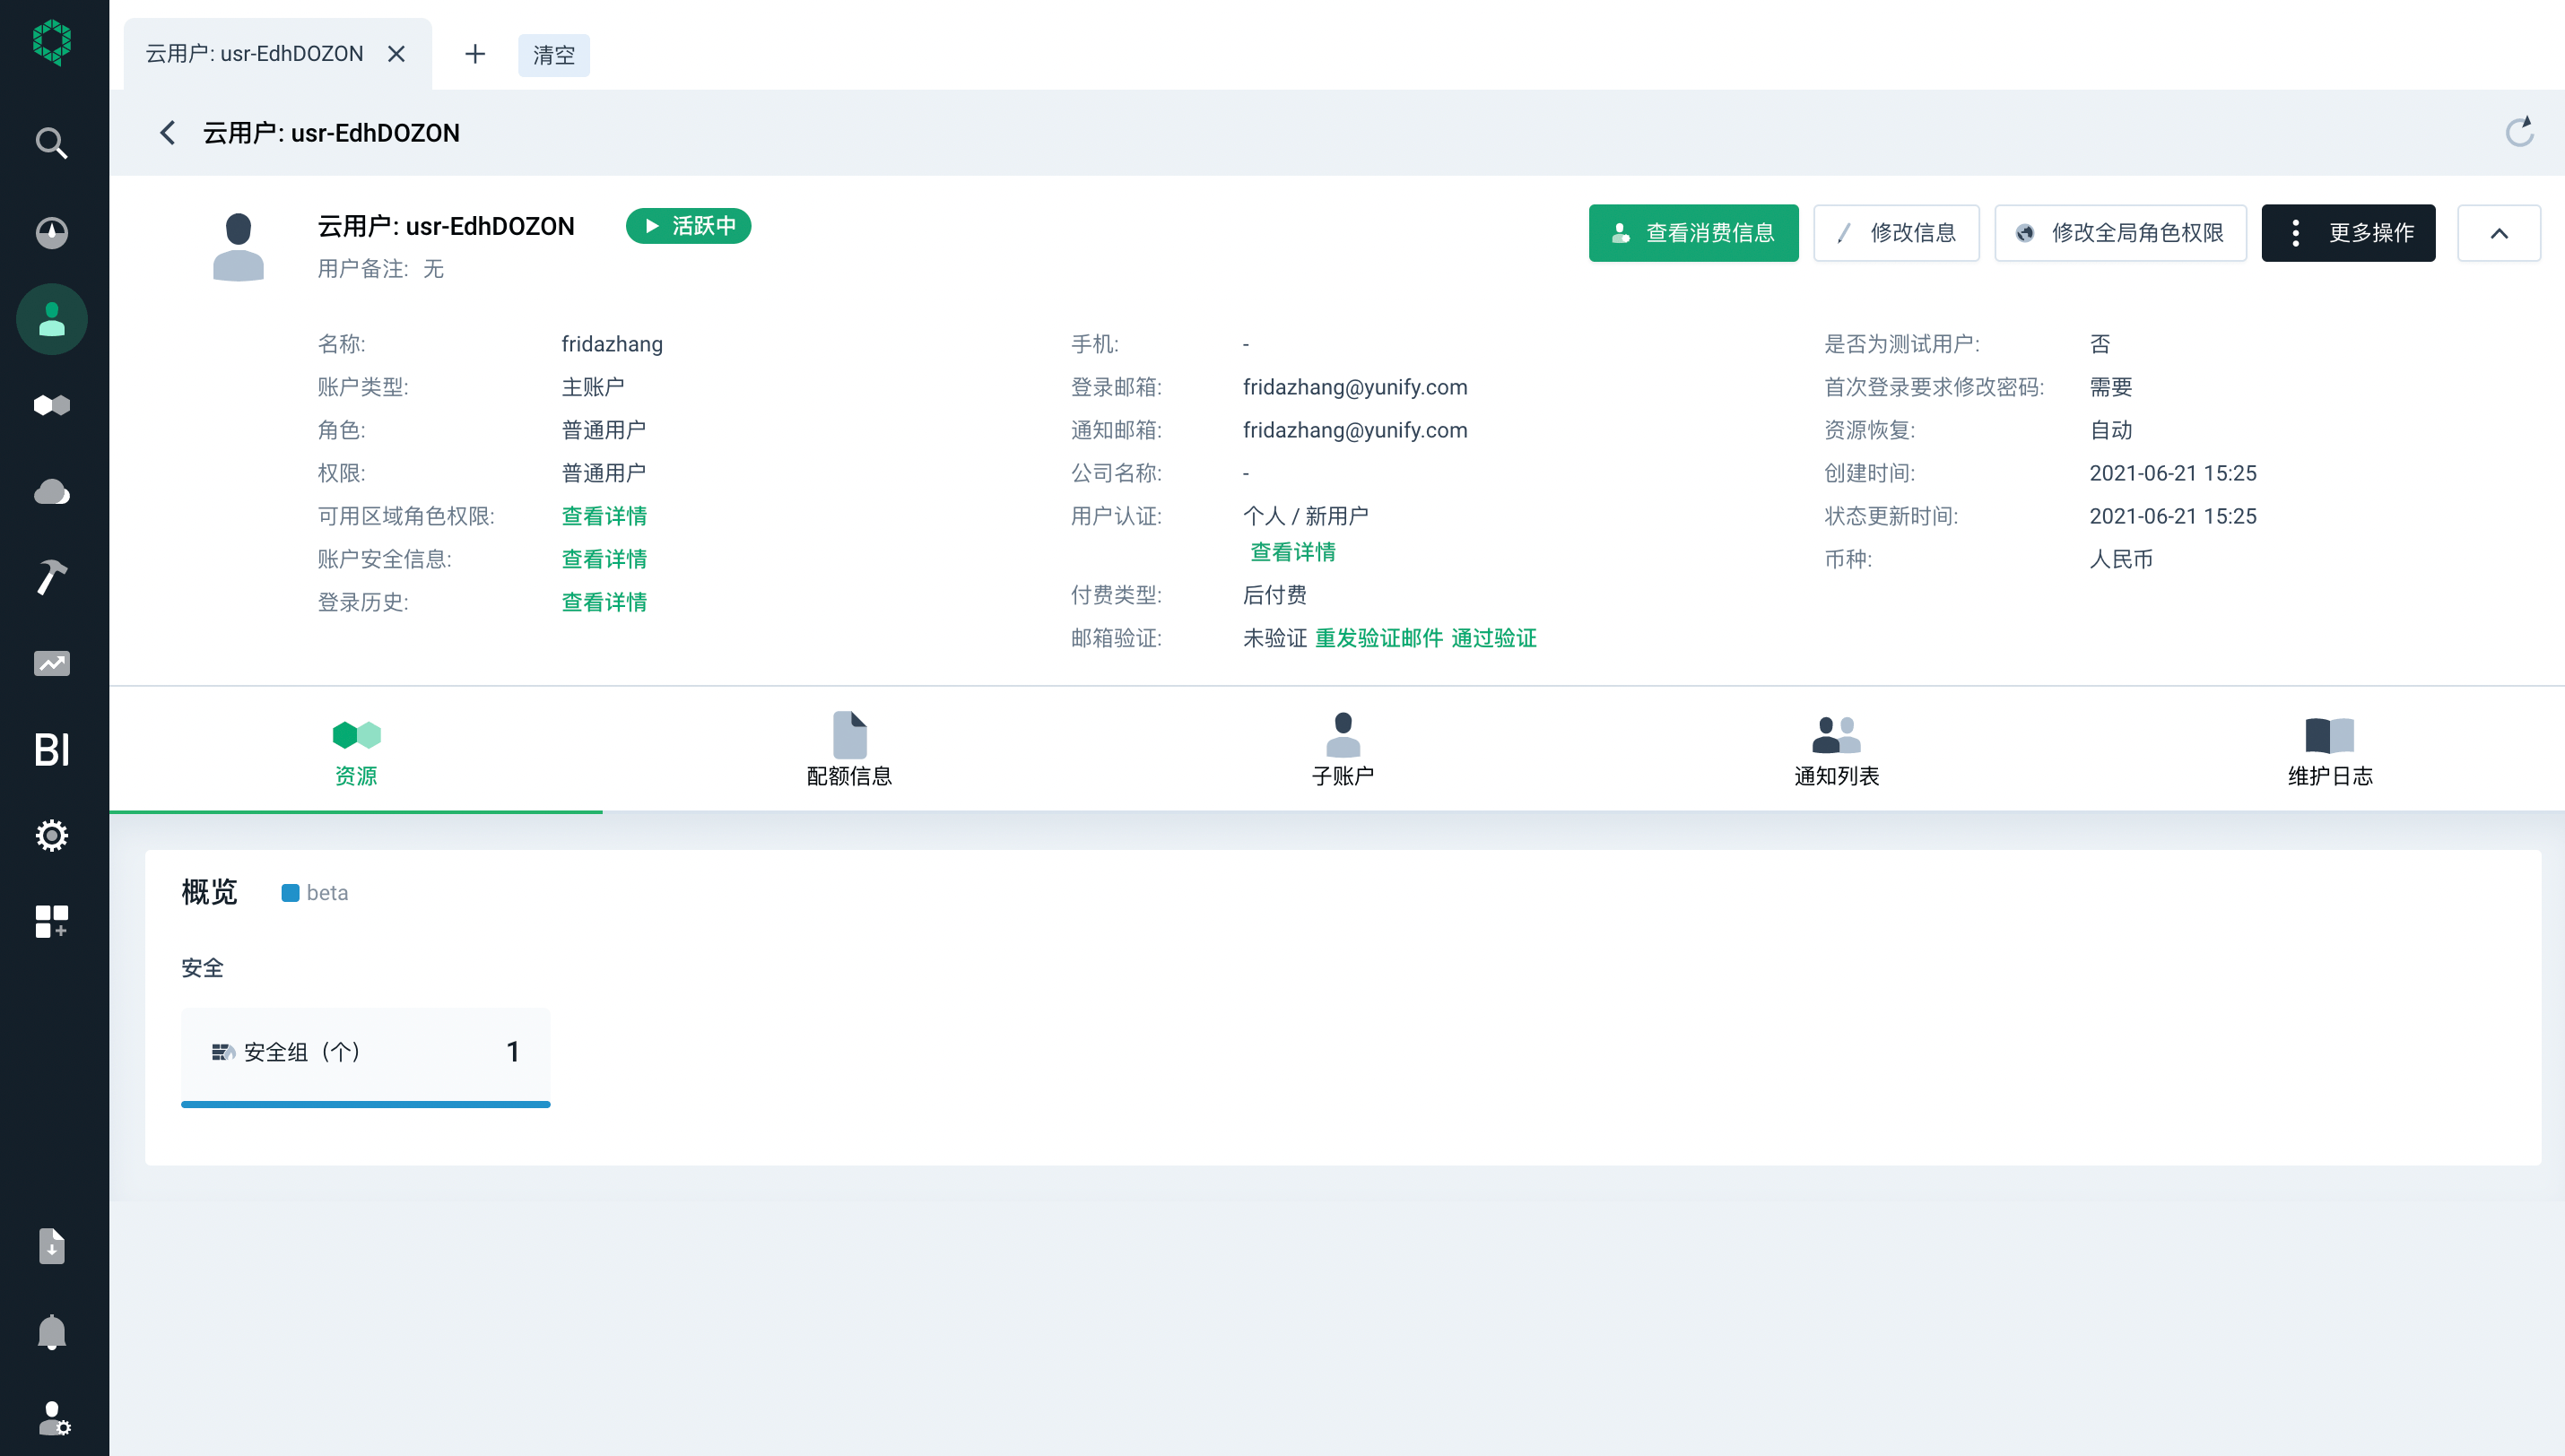 云用户: usr-EdhDOZON
清空
云用户: usr-EdhDOZON
云用户: usr-EdhDOZON
活跃中
用户备注: 无
查看消费信息
修改信息
修改全局角色权限
更多操作
名称: fridazhang
账户类型: 主账户
角色: 普通用户
权限: 普通用户
可用区域角色权限: 查看详情
账户安全信息: 查看详情
登录历史: 查看详情
手机: -
登录邮箱: fridazhang@yunify.com
通知邮箱: fridazhang@yunify.com
公司名称: -
用户认证: 个人 / 新用户
查看详情
付费类型: 后付费
邮箱验证: 未验证 重发验证邮件 通过验证
是否为测试用户: 否
首次登录要求修改密码: 需要
资源恢复: 自动
创建时间: 2021-06-21 15:25
状态更新时间: 2021-06-21 15:25
币种: 人民币
BI
资源
配额信息
子账户
通知列表
维护日志
概览
beta
安全
安全组（个） 1